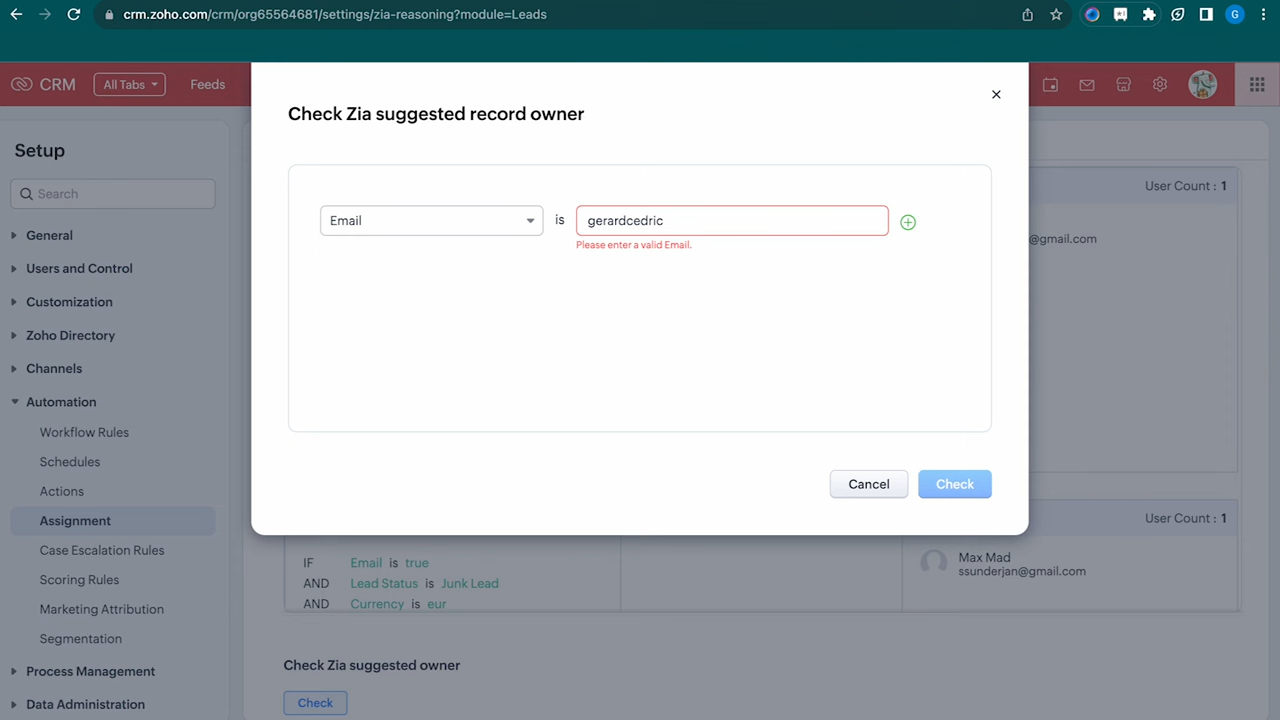 crm.zoho.com/crm/org65564681/settings/zia-reasoning?module=Leads
G
CRM
All Tabs
Feeds
Setup
Search
General
Users and Control
Customization
Zoho Directory
Channels
Automation
Workflow Rules
Schedules
Actions
Assignment
Case Escalation Rules
Scoring Rules
Marketing Attribution
Segmentation
Process Management
Data Administration
Check Zia suggested record owner
Email is gerardcedric
Please enter a valid Email.
Cancel Check
User Count : 1
@gmail.com
User Count : 1
Max Mad
ssunderjan@gmail.com
IF Email is true
AND Lead Status is Junk Lead
AND Currency is eur
Check Zia suggested owner
Check